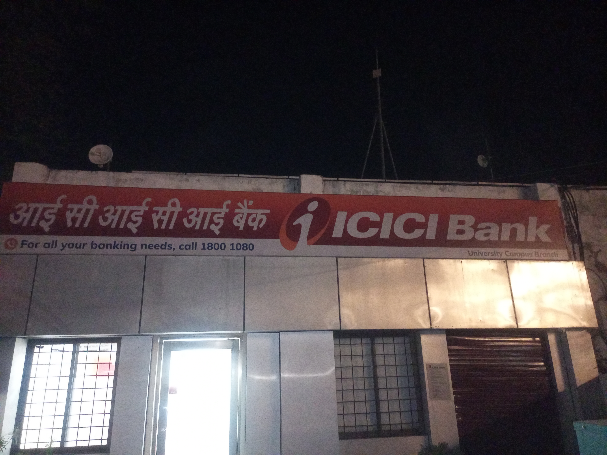 आई सी आई सी आई बैंक
ICICI Bank
For all your banking needs, call 1800 1080
University Campus Branch